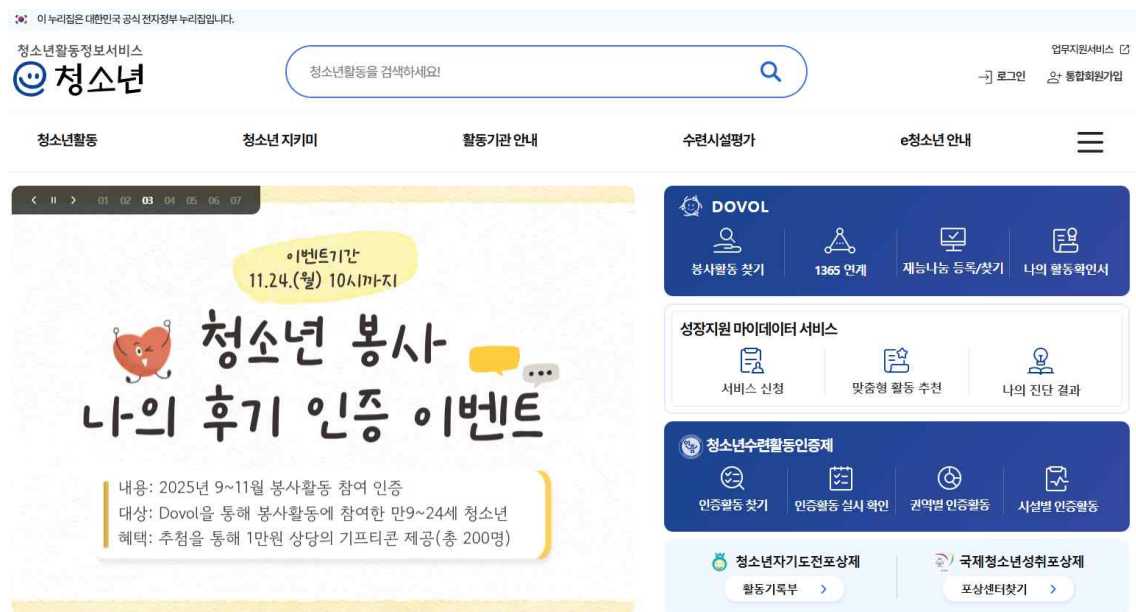 이 누리집은 대한민국 공식 전자정부 누리집입니다.
청소년활동정보서비스
청소년
청소년활동을 검색하세요!
업무지원서비스
로그인
통합회원가입
청소년활동
청소년 지키미
활동기관 안내
수련시설평가
e청소년 안내
01 02 03 04 05 06 07
이벤트기간
11.24.(월) 10시까지
청소년 봉사
나의 후기 인증 이벤트
내용: 2025년 9~11월 봉사활동 참여 인증
대상: Dovol을 통해 봉사활동에 참여한 만9~24세 청소년
혜택: 추첨을 통해 1만원 상당의 기프티콘 제공(총 200명)
DOVOL
봉사활동 찾기
1365 연계
재능나눔 등록/찾기
나의 활동확인서
성장지원 마이데이터 서비스
서비스 신청
맞춤형 활동 추천
나의 진단 결과
청소년수련활동인증제
인증활동 찾기
인증활동 실시 확인
권역별 인증활동
시설별 인증활동
청소년자기도전포상제
활동기록부
국제청소년성취포상제
포상센터찾기